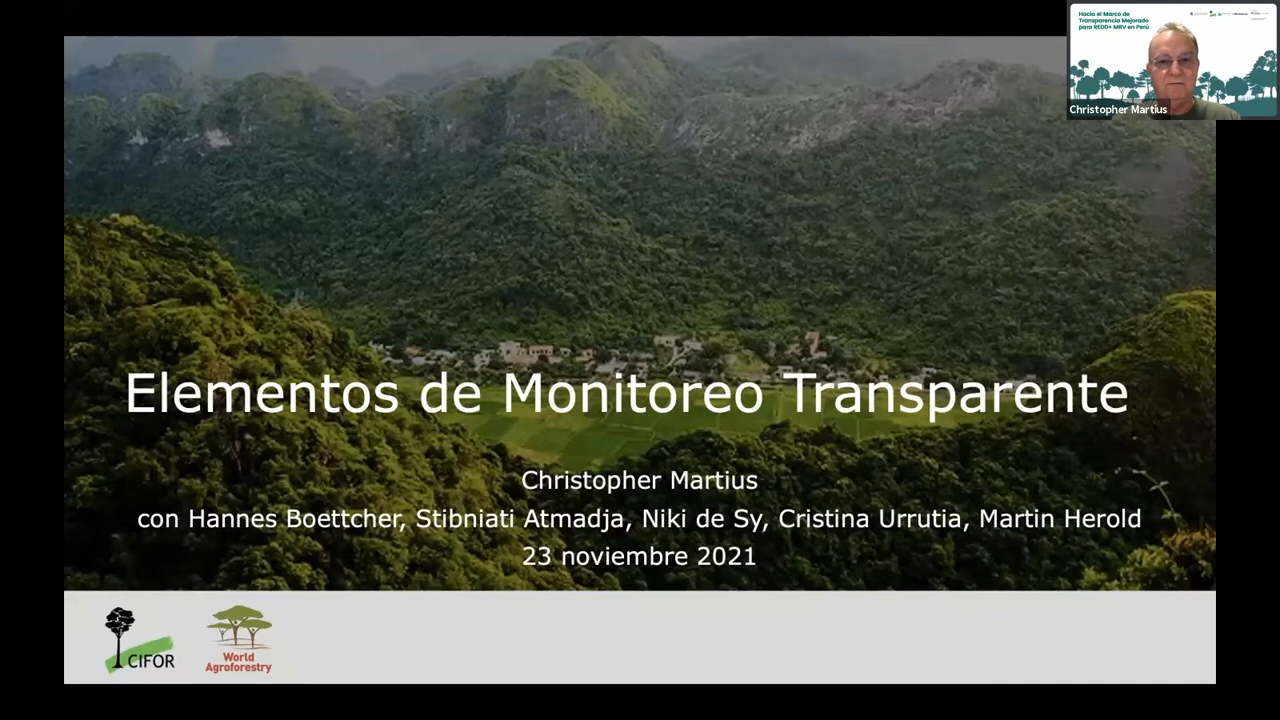 Hacia el Marco de
Transparencia Mejorado
para REDD+ MRV en Perú
Christopher Martius
Elementos de Monitoreo Transparente
Christopher Martius
con Hannes Boettcher, Stibniati Atmadja, Niki de Sy, Cristina Urrutia, Martin Herold
23 noviembre 2021
CIFOR
World
Agroforestry